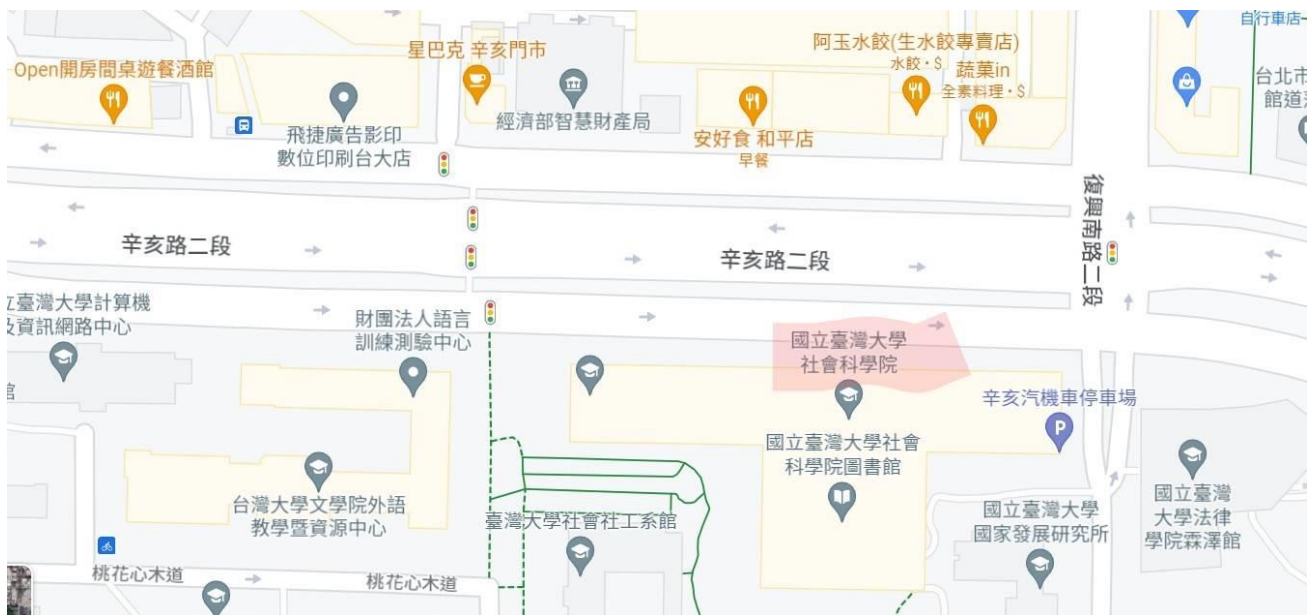 自行車店
星巴克 辛亥門市
阿玉水餃(生水餃專賣店)
水餃・$
蔬菜in
全素料理・$
Open開房間桌遊餐酒館
飛捷廣告影印
數位印刷台大店
經濟部智慧財產局
安好食 和平店
早餐
台北市
復興南路二段
辛亥路二段
辛亥路二段
立臺灣大學計算機
及資訊網路中心
財團法人語言
訓練測驗中心
國立臺灣大學
社會科學院
辛亥汽機車停車場
P
國立臺灣大學社會
科學院圖書館
台灣大學文學院外語
教學暨資源中心
臺灣大學社會社工系館
國立臺灣大學
國家發展研究所
國立臺灣
大學法律
學院霖澤館
桃花心木道
桃花心木道